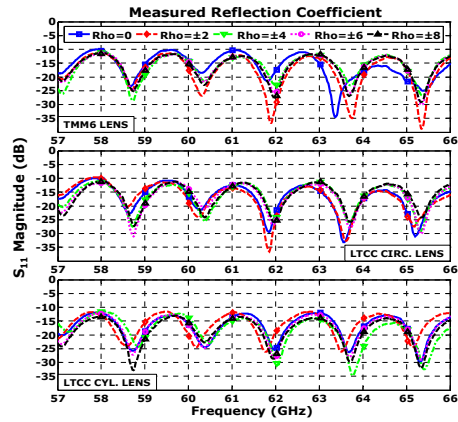 Measured Reflection Coefficient
Rho=0 Rho=±2 Rho=±4 Rho=±6 Rho=±8
-10
-15
-20
-25
-30
35
TMM6 LENS
57 58 59 60 61 62 63 64 65 66
S11 Magnitude (dB)
0
-5
-10
-15
-20
-25
-30
35
LTCC CIRC. LENS
57 58 59 60 61 62 63 64 65 66
0
-5
-10
-15
-20
-25
-30
-35
LTCC CYL. LENS
57 58 59 60 61 62 63 64 65 66
Frequency (GHz)